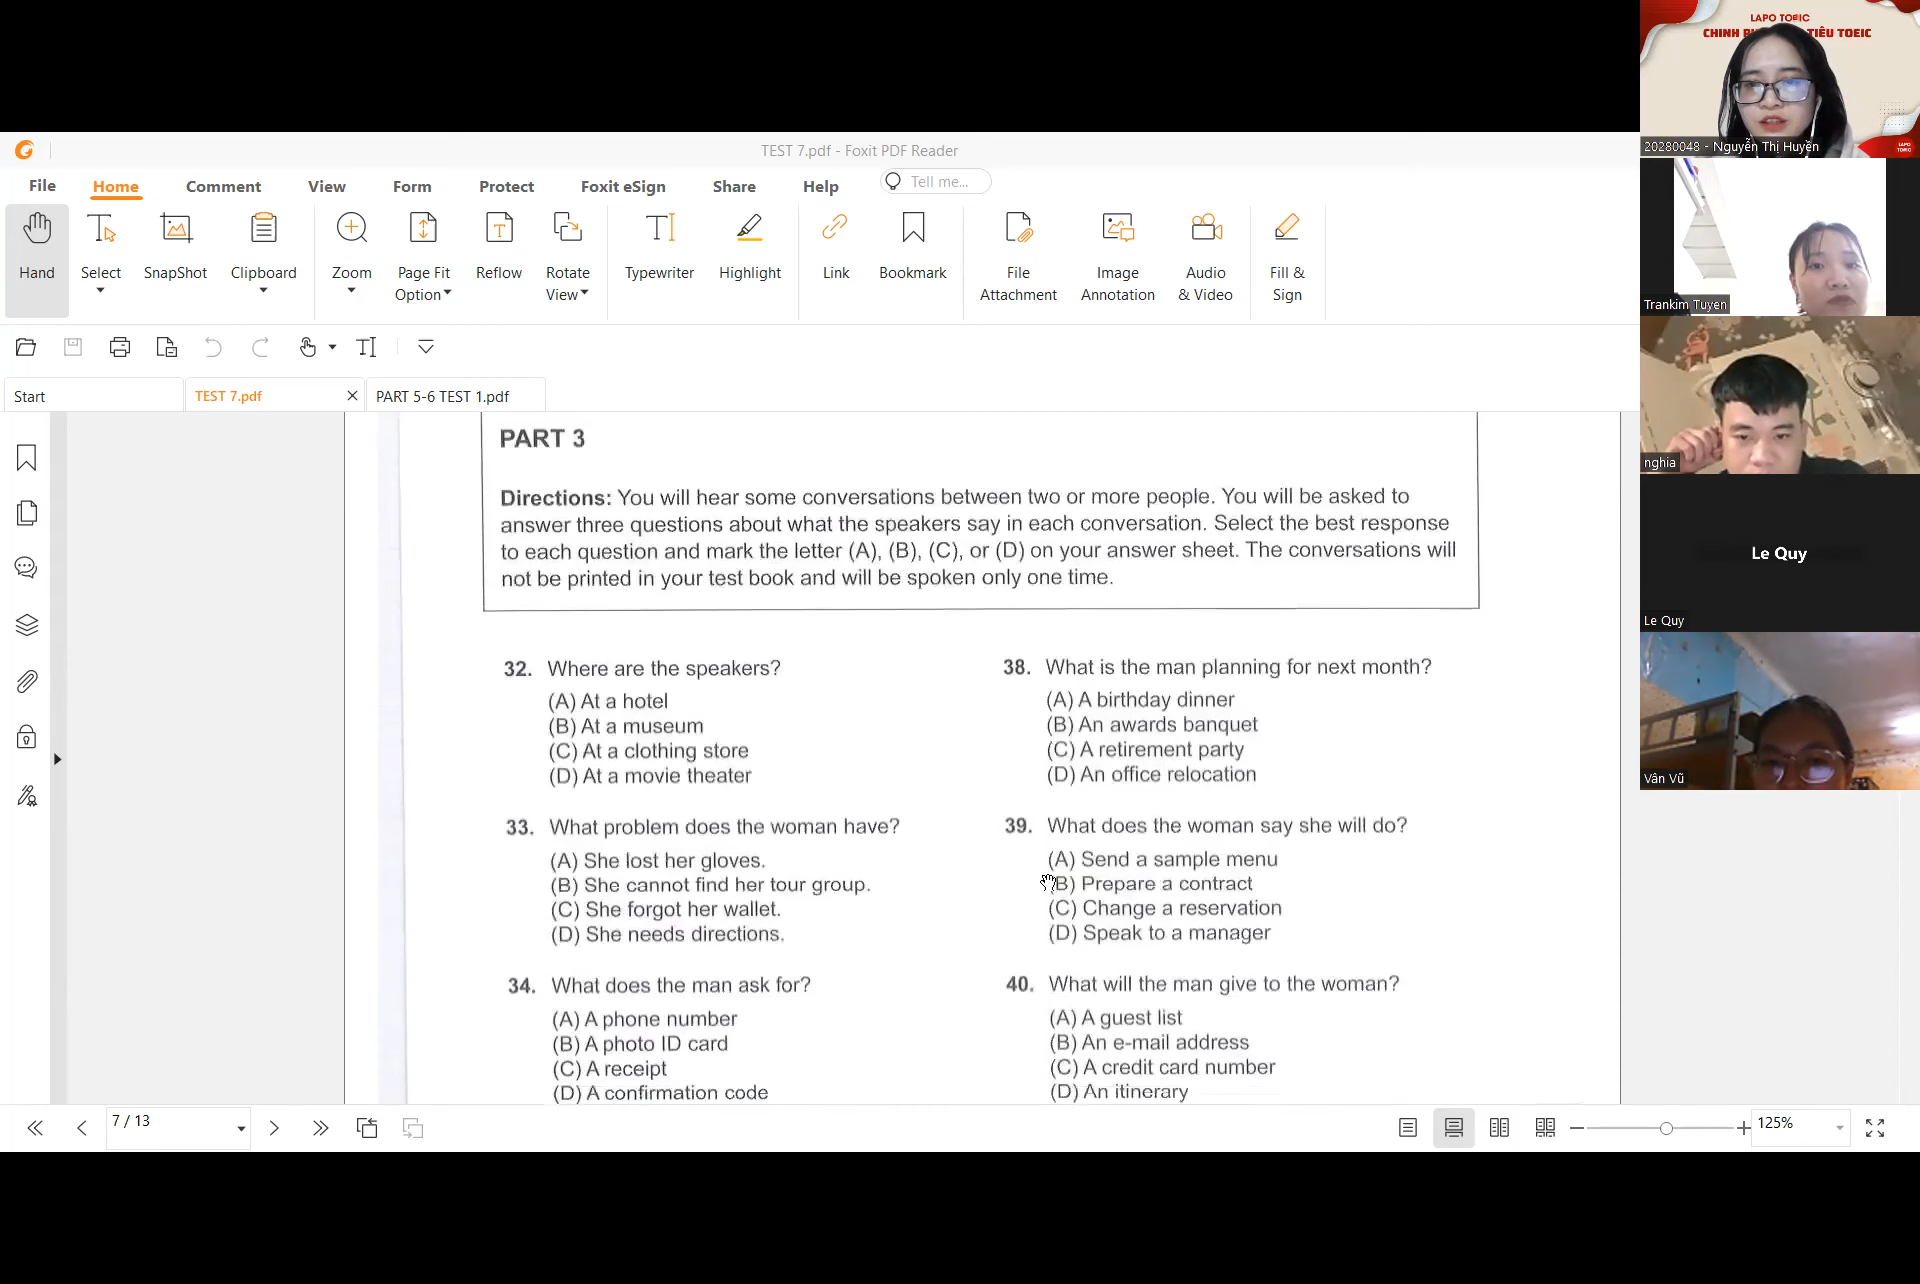 TEST 7.pdf - Foxit PDF Reader
File Home Comment View Form Protect Foxit eSign Share Help Tell me...
Hand Select SnapShot Clipboard Zoom Page Fit Option Reflow Rotate View Typewriter Highlight Link Bookmark File Attachment Image Annotation Audio & Video Fill & Sign
Start TEST 7.pdf PART 5-6 TEST 1.pdf
PART 3
Directions: You will hear some conversations between two or more people. You will be asked to
answer three questions about what the speakers say in each conversation. Select the best response
to each question and mark the letter (A), (B), (C), or (D) on your answer sheet. The conversations will
not be printed in your test book and will be spoken only one time.
32. Where are the speakers?
(A) At a hotel
(B) At a museum
(C) At a clothing store
(D) At a movie theater
33. What problem does the woman have?
(A) She lost her gloves.
(B) She cannot find her tour group.
(C) She forgot her wallet.
(D) She needs directions.
34. What does the man ask for?
(A) A phone number
(B) A photo ID card
(C) A receipt
(D) A confirmation code
38. What is the man planning for next month?
(A) A birthday dinner
(B) An awards banquet
(C) A retirement party
(D) An office relocation
39. What does the woman say she will do?
(A) Send a sample menu
(B) Prepare a contract
(C) Change a reservation
(D) Speak to a manager
40. What will the man give to the woman?
(A) A guest list
(B) An e-mail address
(C) A credit card number
(D) An itinerary
7 / 13
125%
LAPO TOEIC
CHINH TIÊU TOEIC
20280048 - Nguyễn Thị Huyền
Trankim Tuyen
nghia
Le Quy
Le Quy
Vân Vũ